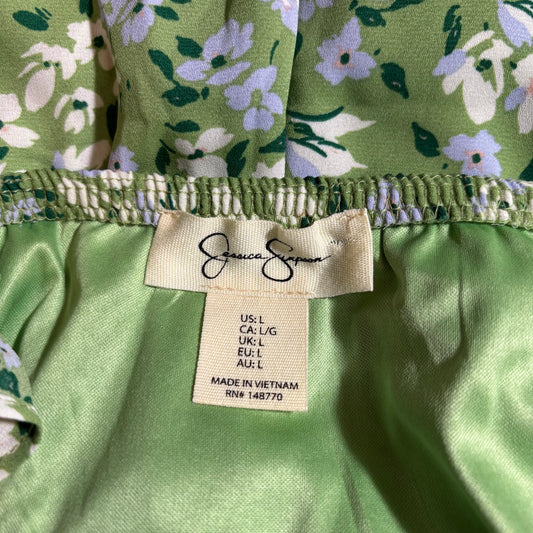 Jessica Simpson
US: L
CA: L/G
UK: L
EU: L
AU: L
MADE IN VIETNAM
RN# 148770